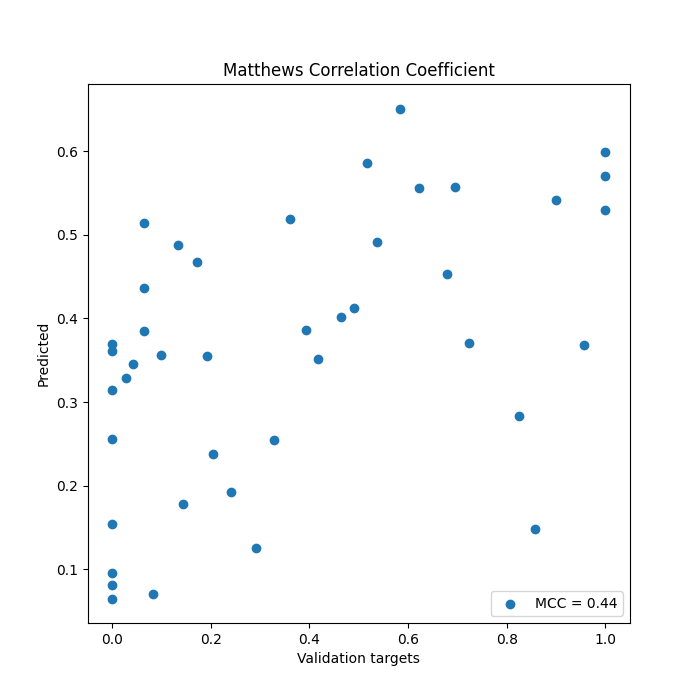 Matthews Correlation Coefficient
0.6
0.5
0.4
0.3
0.2
0.1
Predicted
MCC = 0.44
0.0 0.2 0.4 0.6 0.8 1.0
Validation targets